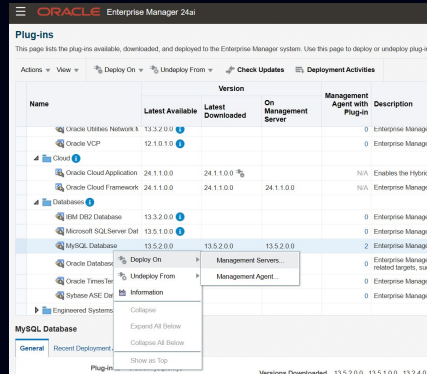 ORACLE Enterprise Manager 24ai
Plug-ins
This page lists the plug-ins available, downloaded, and deployed to the Enterprise Manager system. Use this page to deploy or undeploy plug-in
Actions View Deploy On Undeploy From Check Updates Deployment Activities
Version
Name Latest Available Latest Downloaded On Management Server Management Agent with Plug-in Description
Oracle Utilities Network M 13.3.2.0.0 0 Enterprise Manage
Oracle VCP 12.1.0.1.0 0 Enterprise Manage
Cloud
Oracle Cloud Application 24.1.1.0.0 24.1.1.0.0 N/A Enables the Hybrid
Oracle Cloud Framework 24.1.1.0.0 24.1.1.0.0 N/A Enterprise Manage
Databases
IBM DB2 Database 13.3.2.0.0 0 Enterprise Manage
Microsoft SQLServer Dat 13.5.1.0.0 0 Enterprise Manage
MySQL Database 13.5.2.0.0 13.5.2.0.0 13.5.2.0.0 2 Enterprise Manage
Oracle Database Deploy On Management Servers... 0 Enterprise Manage
related targets, suc
Oracle TimesTen Undeploy From Management Agent... 0 Enterprise Manage
Sybase ASE Da Information 0 Enterprise Manage
Engineered Systems Collapse
Expand All Below
MySQL Database
Collapse All Below
General Recent Deployment
Show as Top
Plug-in
Versions Downloaded 13.5.2.0.0, 13.5.1.0.0, 13.2.4.0